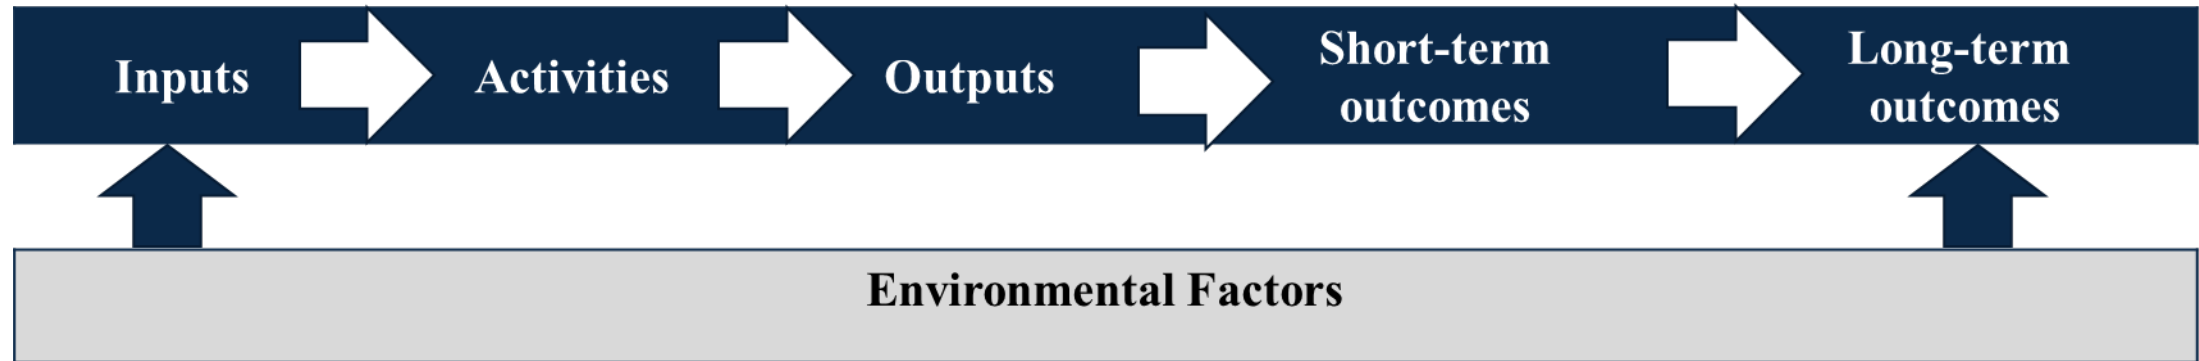 Inputs
Activities
Outputs
Short-term
outcomes
Long-term
outcomes
Environmental Factors